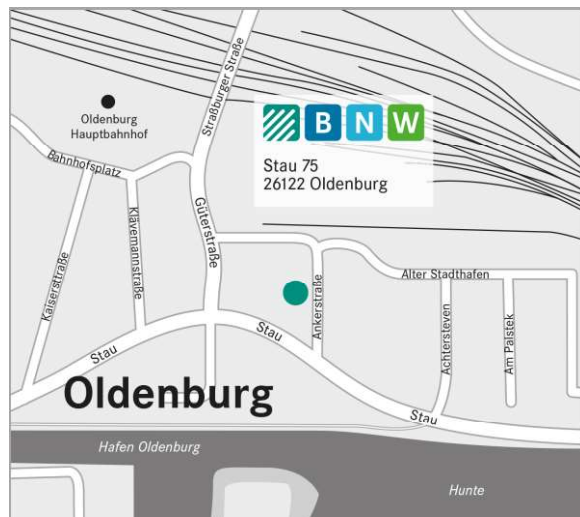 Straßburger Straße
Oldenburg
Hauptbahnhof
BNW
Stau 75
26122 Oldenburg
Bahnhofsplatz
Klävemannstraße
Güterstraße
Kaiserstraße
Alter Stadthafen
Ankerstraße
Achtersteven
Am Palstek
Stau
Stau
Stau
Oldenburg
Hafen Oldenburg
Hunte